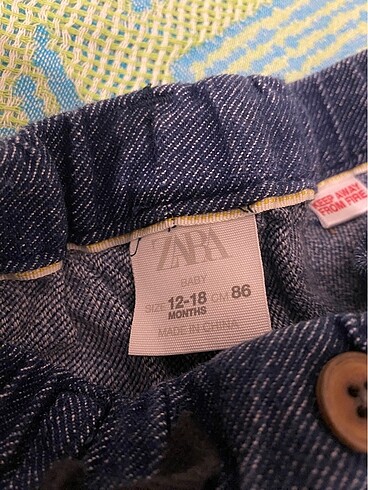 ZARA
BABY
SIZE 12-18 MONTHS CM 86
MADE IN CHINA
KEEP AWAY
FROM FIRE